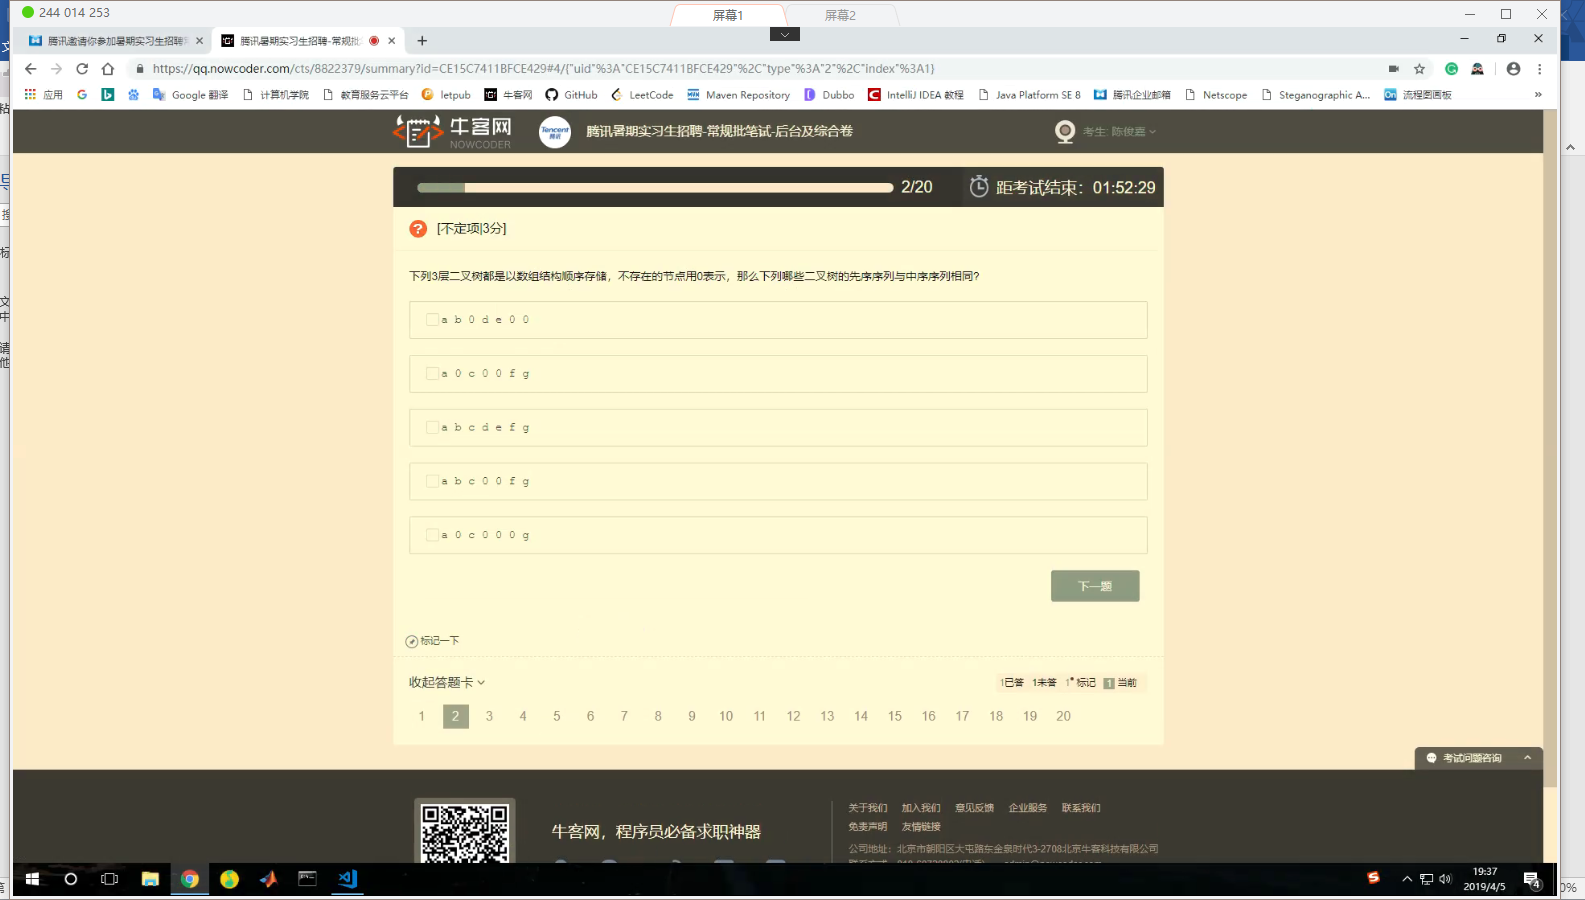 244 014 253
屏幕1
屏幕2
腾讯邀请你参加暑期实习生招聘
腾讯暑期实习生招聘-常规批
https://qq.nowcoder.com/cts/8822379/summary?id=CE15C7411BFCE429#4/{"uid"%3A"CE15C7411BFCE429"%2C"type"%3A"2"%2C"index"%3A1}
应用
Google 翻译
计算机学院
教育服务云平台
letpub
牛客网
GitHub
LeetCode
Maven Repository
Dubbo
IntelliJ IDEA 教程
Java Platform SE 8
腾讯企业邮箱
Netscope
Steganographic A...
流程图画板
»
牛客网
NOWCODER
Tencent
腾讯
腾讯暑期实习生招聘-常规批笔试-后台及综合卷
考生: 陈俊嘉
2/20
距考试结束: 01:52:29
? [不定项|3分]
下列3层二叉树都是以数组结构顺序存储，不存在的节点用0表示，那么下列哪些二叉树的先序序列与中序序列相同?
a b 0 d e 0 0
a 0 c 0 0 f g
a b c d e f g
a b c 0 0 f g
a 0 c 0 0 0 g
下一题
标记一下
收起答题卡
1已答 1未答 1* 标记 1 当前
1 2 3 4 5 6 7 8 9 10 11 12 13 14 15 16 17 18 19 20
考试问题咨询
牛客网，程序员必备求职神器
关于我们 加入我们 意见反馈 企业服务 联系我们
免责声明 友情链接
公司地址：北京市朝阳区大屯路东金泉时代3-2708北京牛客科技有限公司
19:37
2019/4/5
4
0%